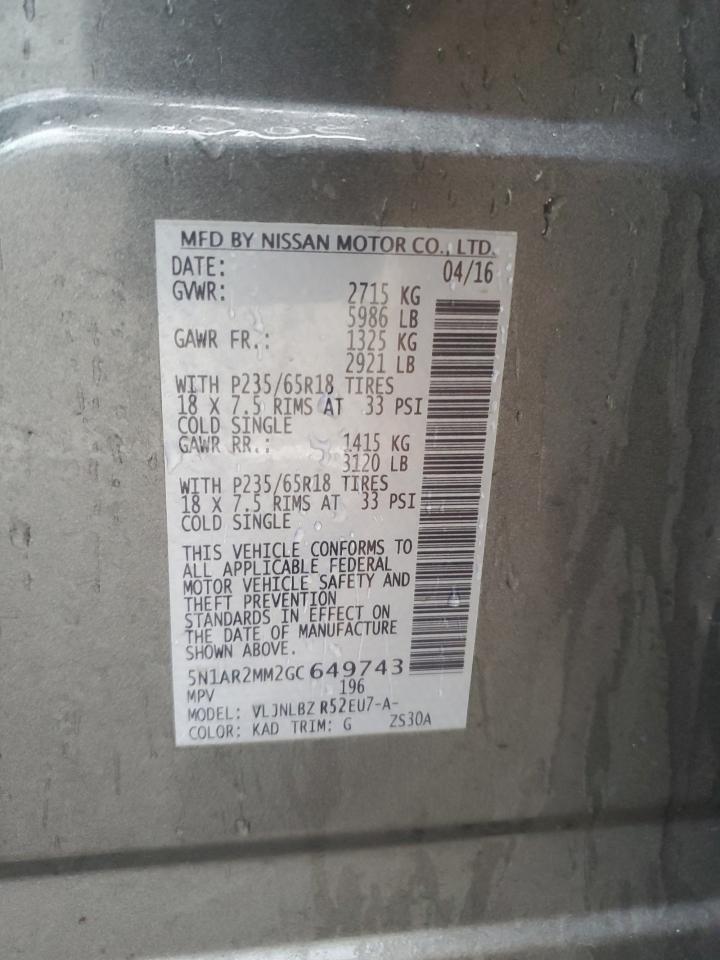 MFD BY NISSAN MOTOR CO., LTD.
DATE: 04/16
GVWR: 2715 KG
5986 LB
GAWR FR.: 1325 KG
2921 LB
WITH P235/65R18 TIRES
18 X 7.5 RIMS AT 33 PSI
COLD SINGLE
GAWR RR.: 1415 KG
3120 LB
WITH P235/65R18 TIRES
18 X 7.5 RIMS AT 33 PSI
COLD SINGLE
THIS VEHICLE CONFORMS TO
ALL APPLICABLE FEDERAL
MOTOR VEHICLE SAFETY AND
THEFT PREVENTION
STANDARDS IN EFFECT ON
THE DATE OF MANUFACTURE
SHOWN ABOVE.
5N1AR2MM2GC649743
MPV 196
MODEL: VLJNLBZ R52EU7-A-
COLOR: KAD TRIM: G ZS30A